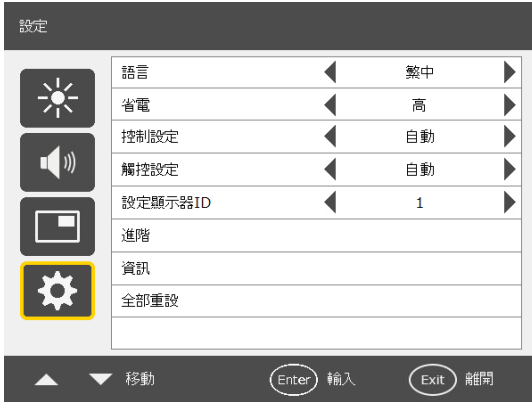 設定
語言 繁中
省電 高
控制設定 自動
觸控設定 自動
設定顯示器ID 1
進階
資訊
全部重設
移動 Enter 輸入 Exit 離開